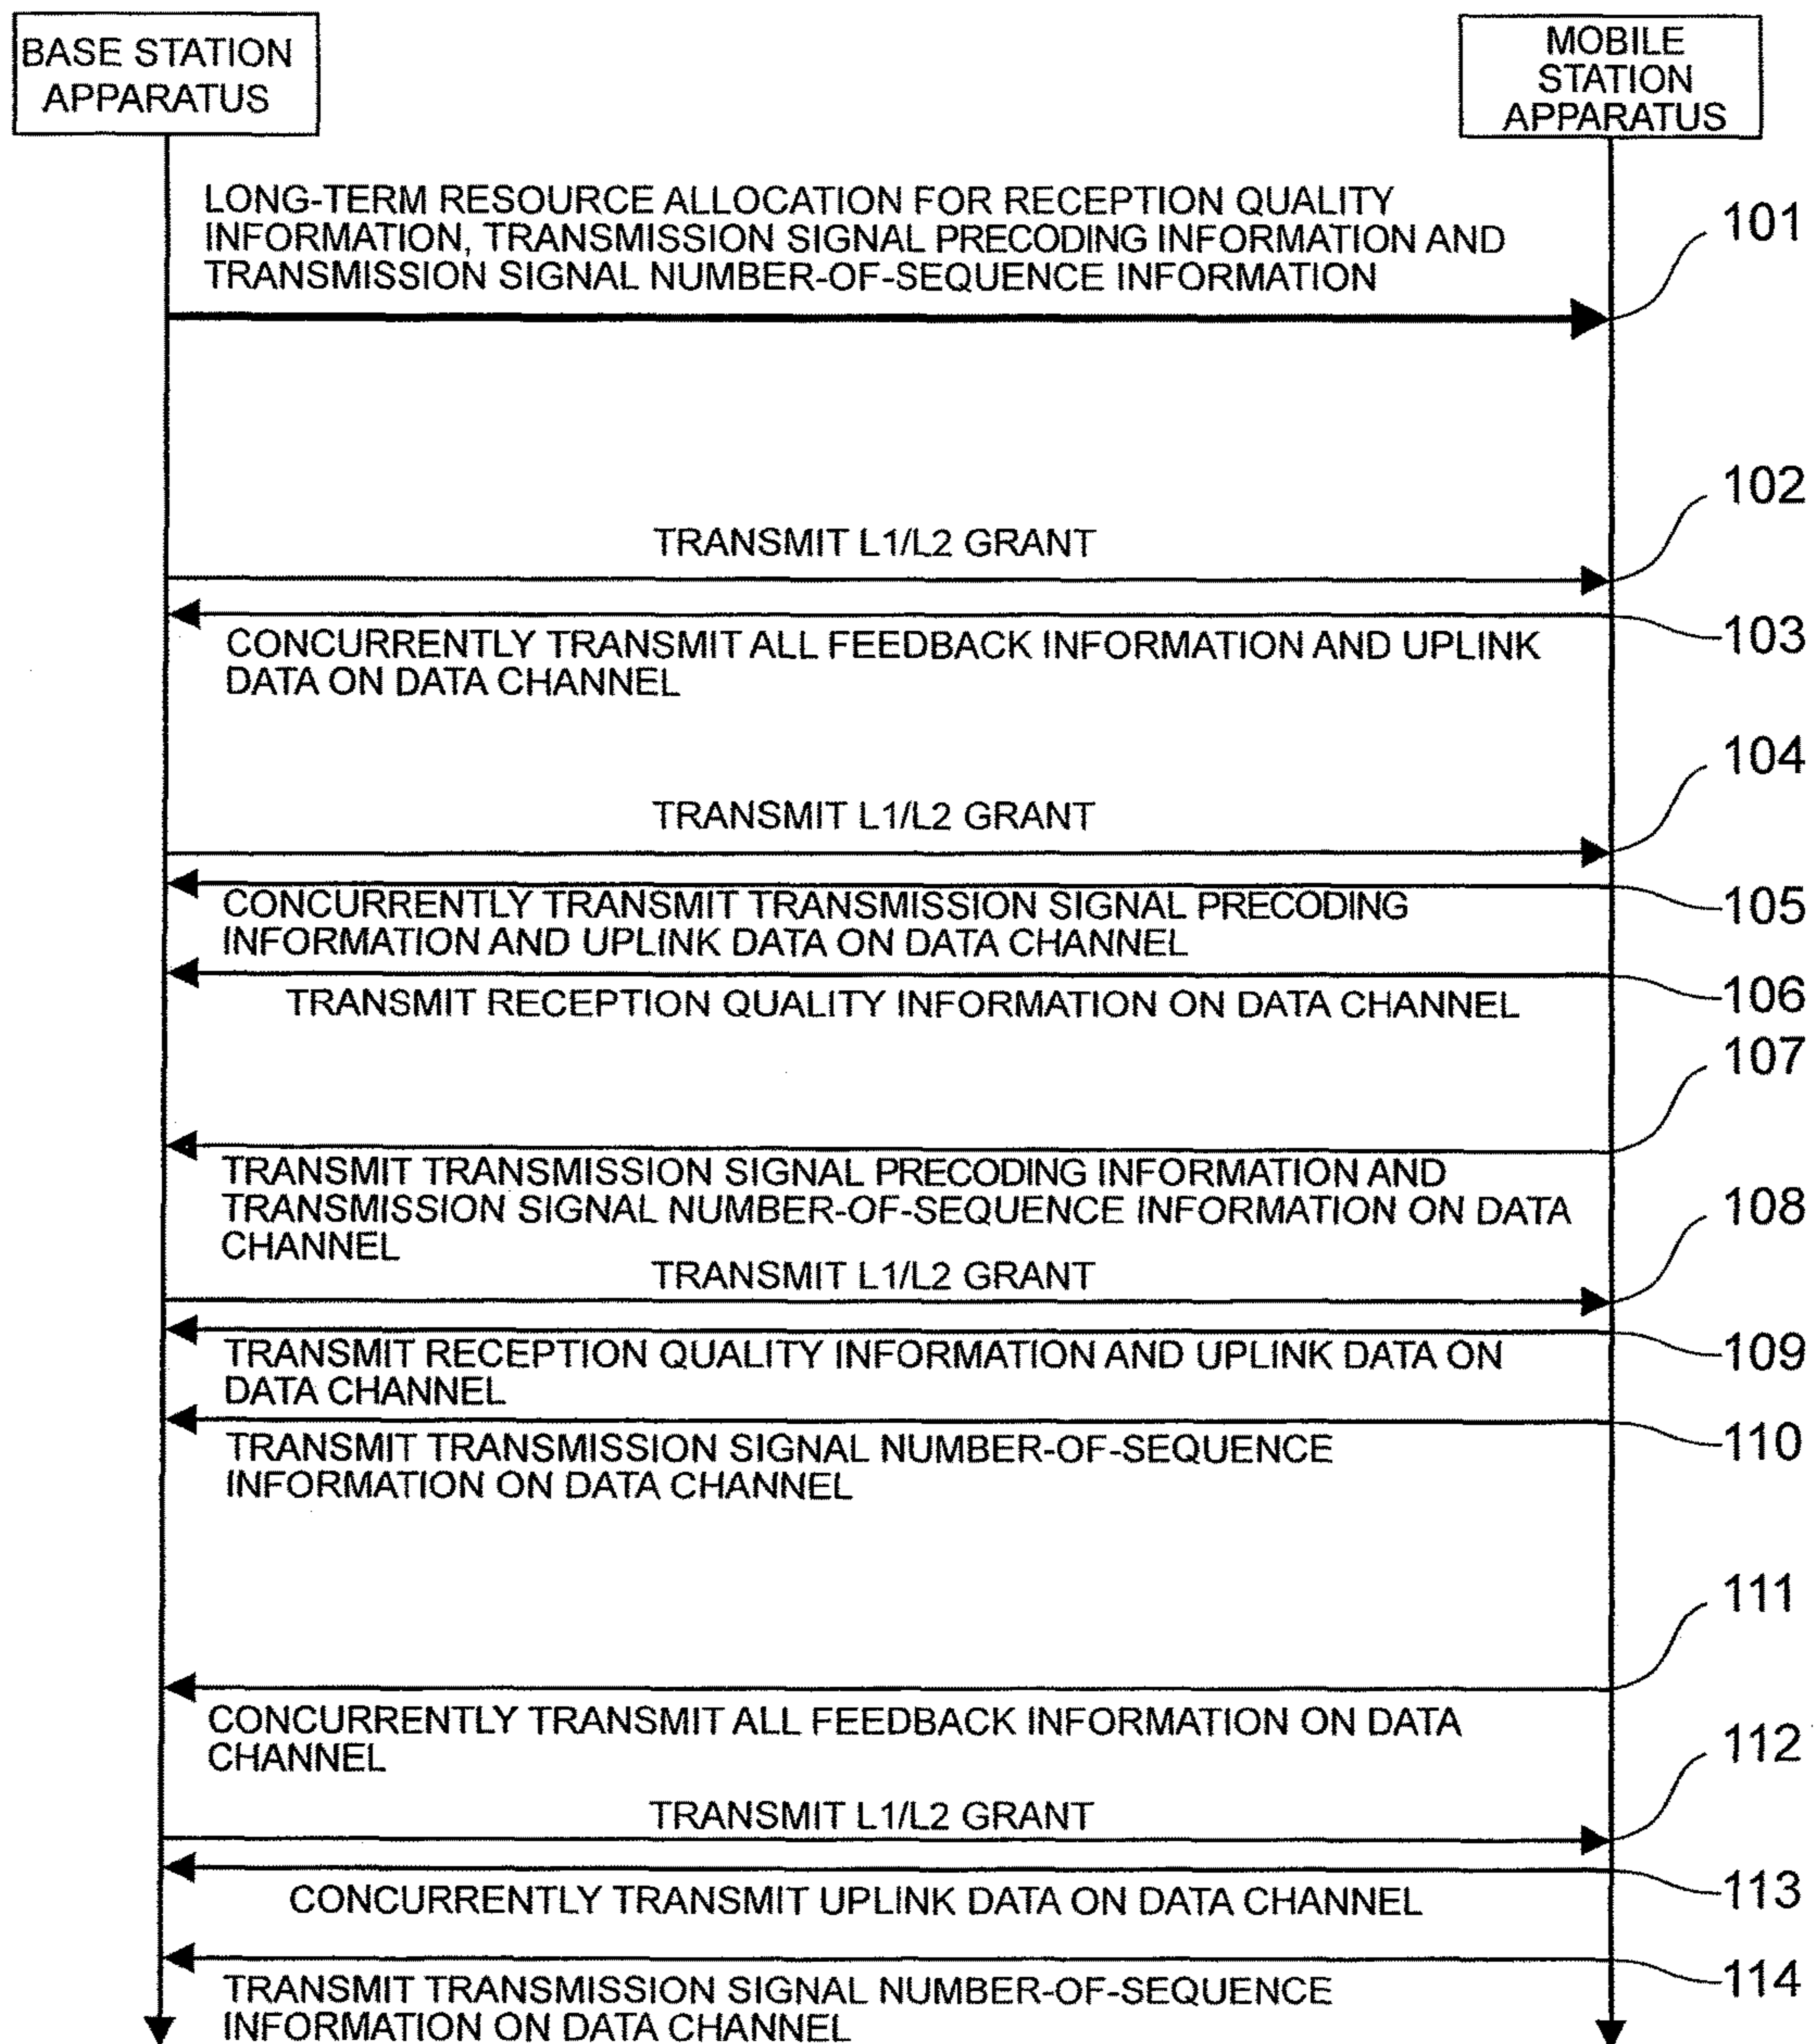 BASE STATION
APPARATUS
MOBILE
STATION
APPARATUS
LONG-TERM RESOURCE ALLOCATION FOR RECEPTION QUALITY
INFORMATION, TRANSMISSION SIGNAL PRECODING INFORMATION AND
TRANSMISSION SIGNAL NUMBER-OF-SEQUENCE INFORMATION
101
102
TRANSMIT L1/L2 GRANT
103
CONCURRENTLY TRANSMIT ALL FEEDBACK INFORMATION AND UPLINK
DATA ON DATA CHANNEL
104
TRANSMIT L1/L2 GRANT
105
CONCURRENTLY TRANSMIT TRANSMISSION SIGNAL PRECODING
INFORMATION AND UPLINK DATA ON DATA CHANNEL
106
TRANSMIT RECEPTION QUALITY INFORMATION ON DATA CHANNEL
107
TRANSMIT TRANSMISSION SIGNAL PRECODING INFORMATION AND
TRANSMISSION SIGNAL NUMBER-OF-SEQUENCE INFORMATION ON DATA
CHANNEL
108
TRANSMIT L1/L2 GRANT
109
TRANSMIT RECEPTION QUALITY INFORMATION AND UPLINK DATA ON
DATA CHANNEL
110
TRANSMIT TRANSMISSION SIGNAL NUMBER-OF-SEQUENCE
INFORMATION ON DATA CHANNEL
111
CONCURRENTLY TRANSMIT ALL FEEDBACK INFORMATION ON DATA
CHANNEL
112
TRANSMIT L1/L2 GRANT
113
CONCURRENTLY TRANSMIT UPLINK DATA ON DATA CHANNEL
114
TRANSMIT TRANSMISSION SIGNAL NUMBER-OF-SEQUENCE
INFORMATION ON DATA CHANNEL